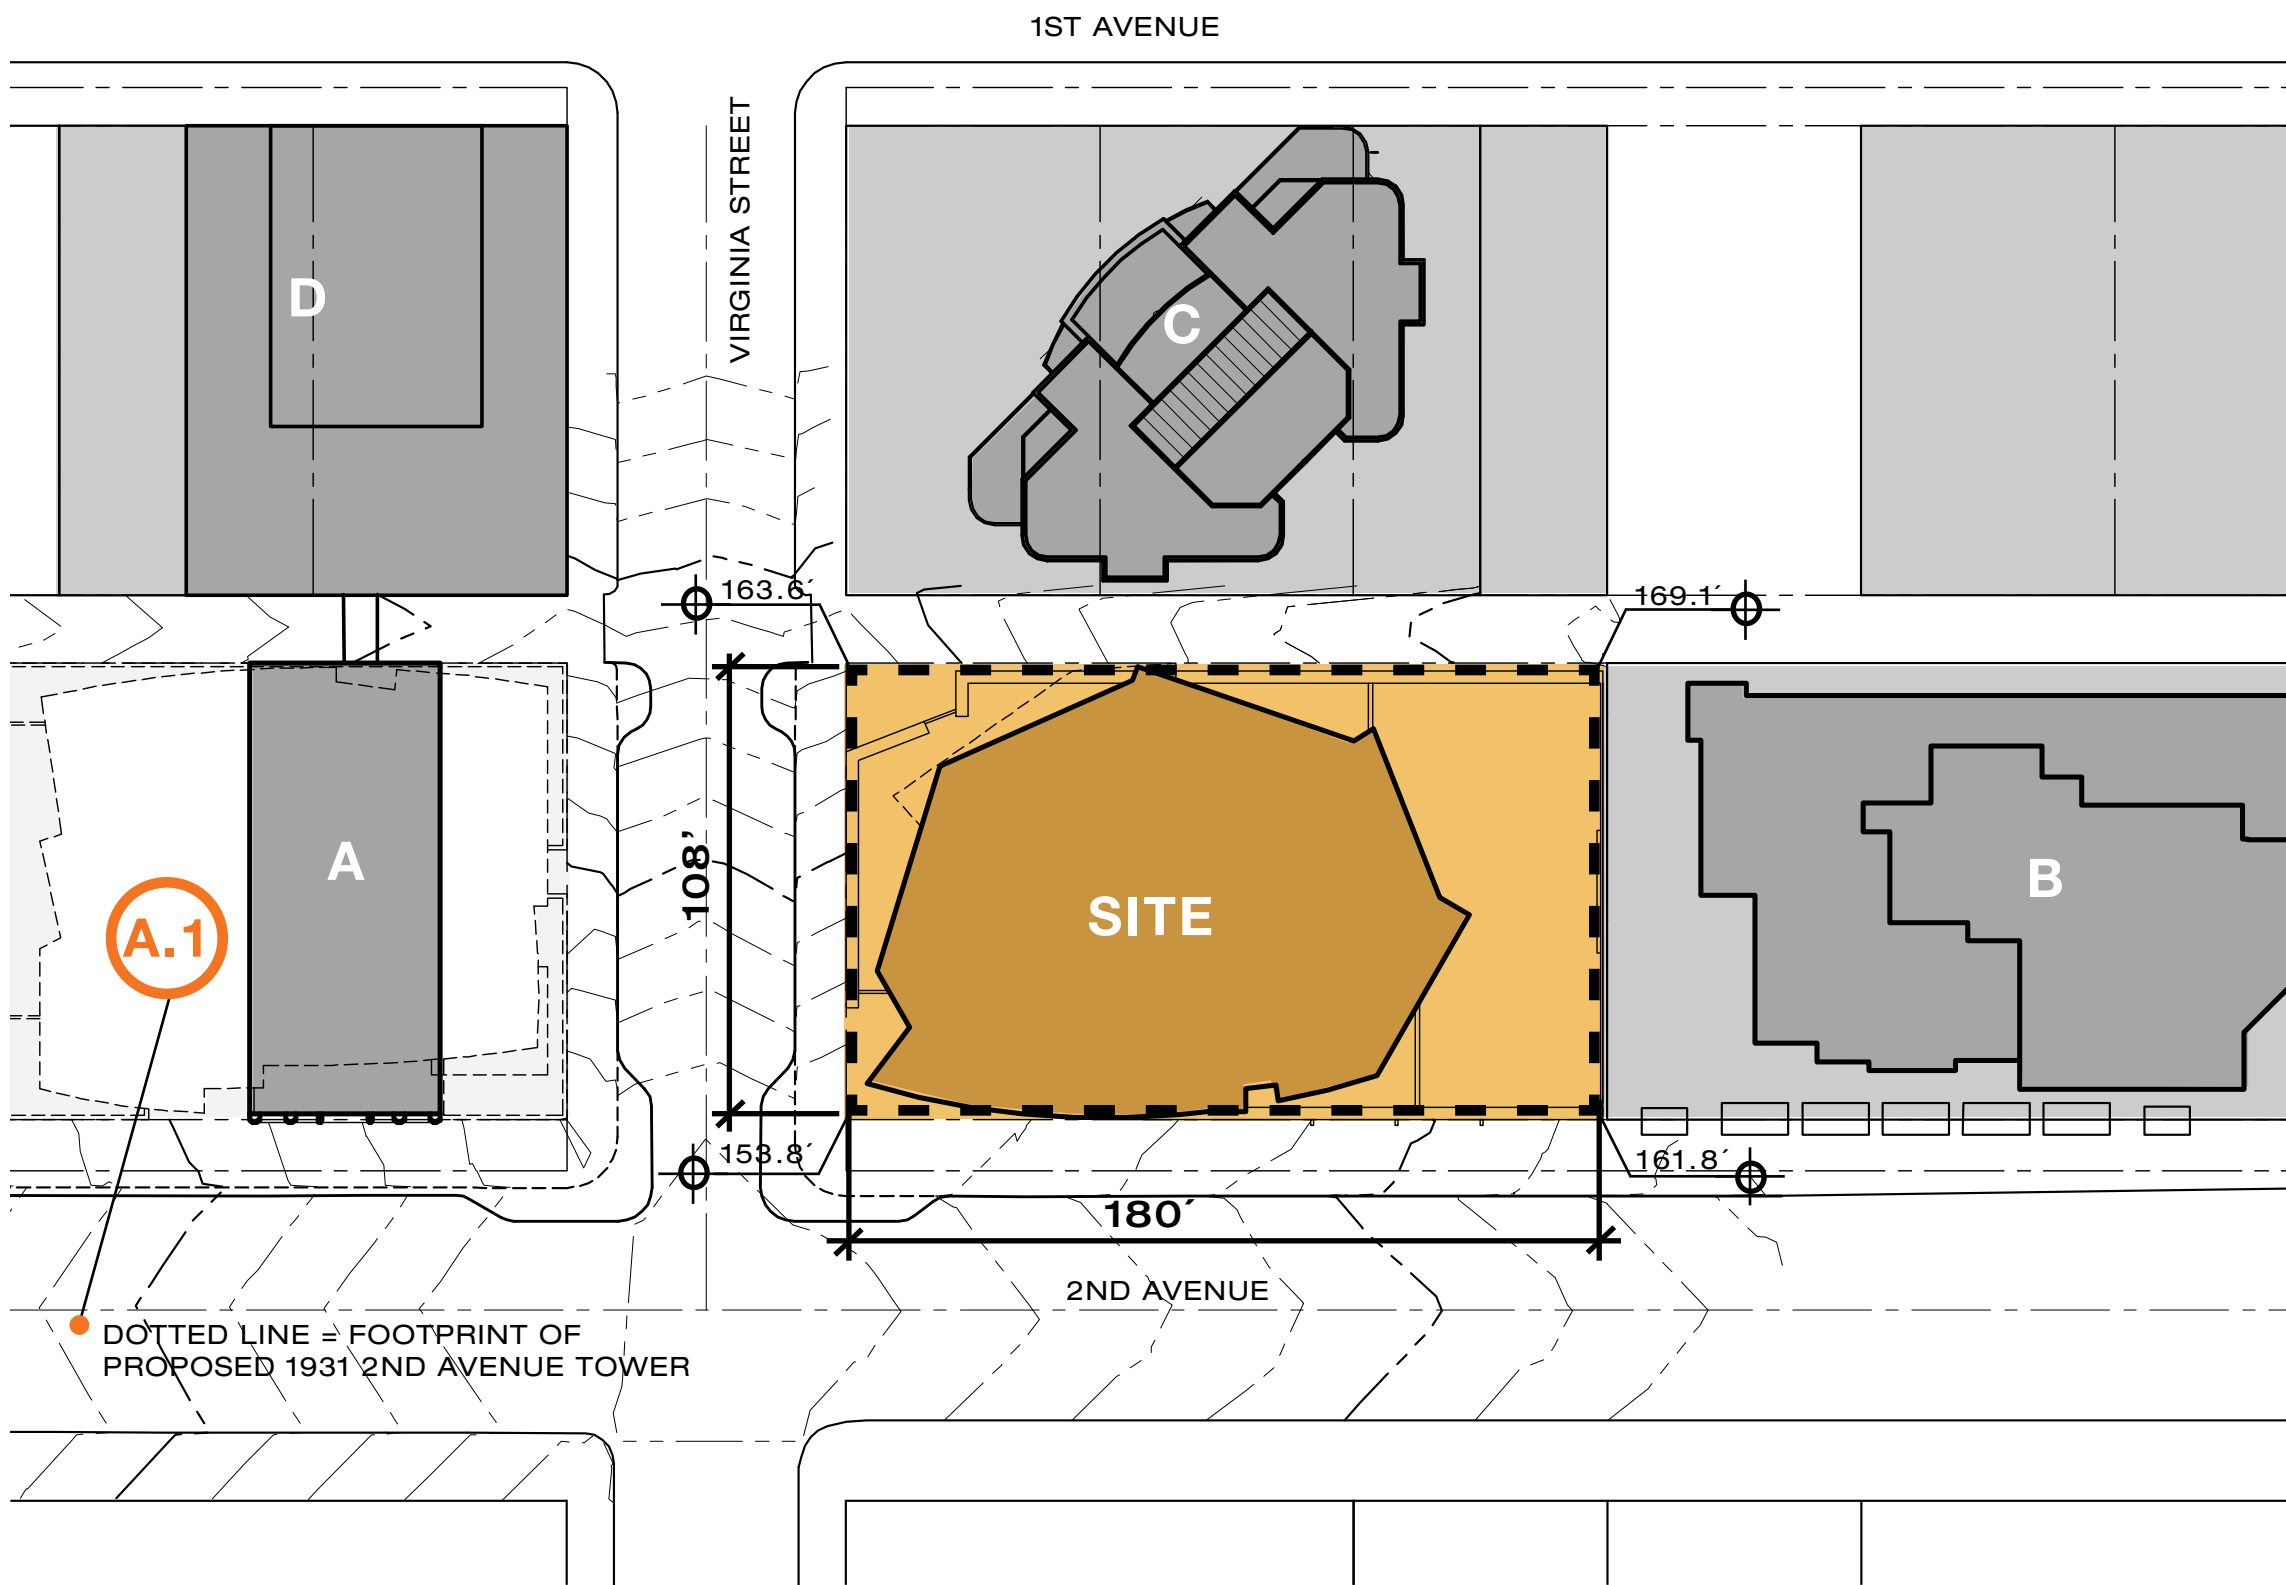 1ST AVENUE
VIRGINIA STREET
D
C
163.6´
169.1´
108’
A
A.1
SITE
B
153.8´
161.8´
180´
2ND AVENUE
DOTTED LINE = FOOTPRINT OF
PROPOSED 1931 2ND AVENUE TOWER